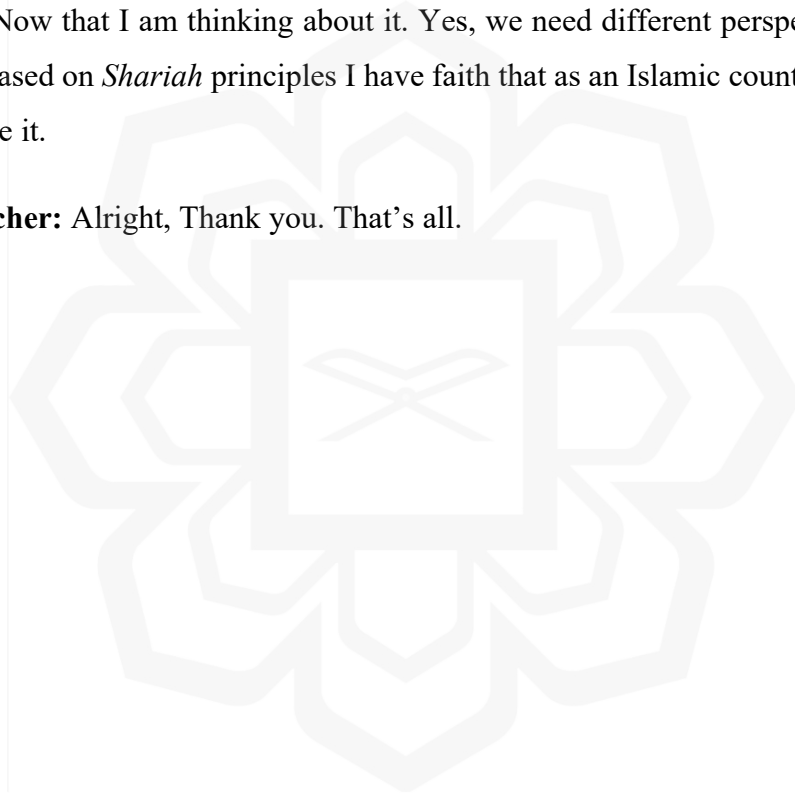 Now that I am thinking about it. Yes, we need different perspe
ased on Shariah principles I have faith that as an Islamic count
e it.
cher: Alright, Thank you. That’s all.